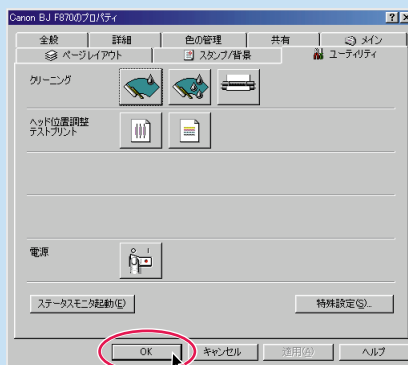 Canon BJ F870のプロパティ
全般 詳細 色の管理 共有 メイン
ページレイアウト スタンプ/背景 ユーティリティ
クリーニング
ヘッド位置調整
テストプリント
電源
ステータスモニタ起動(E) 特殊設定(S)...
OK キャンセル 適用(A) ヘルプ